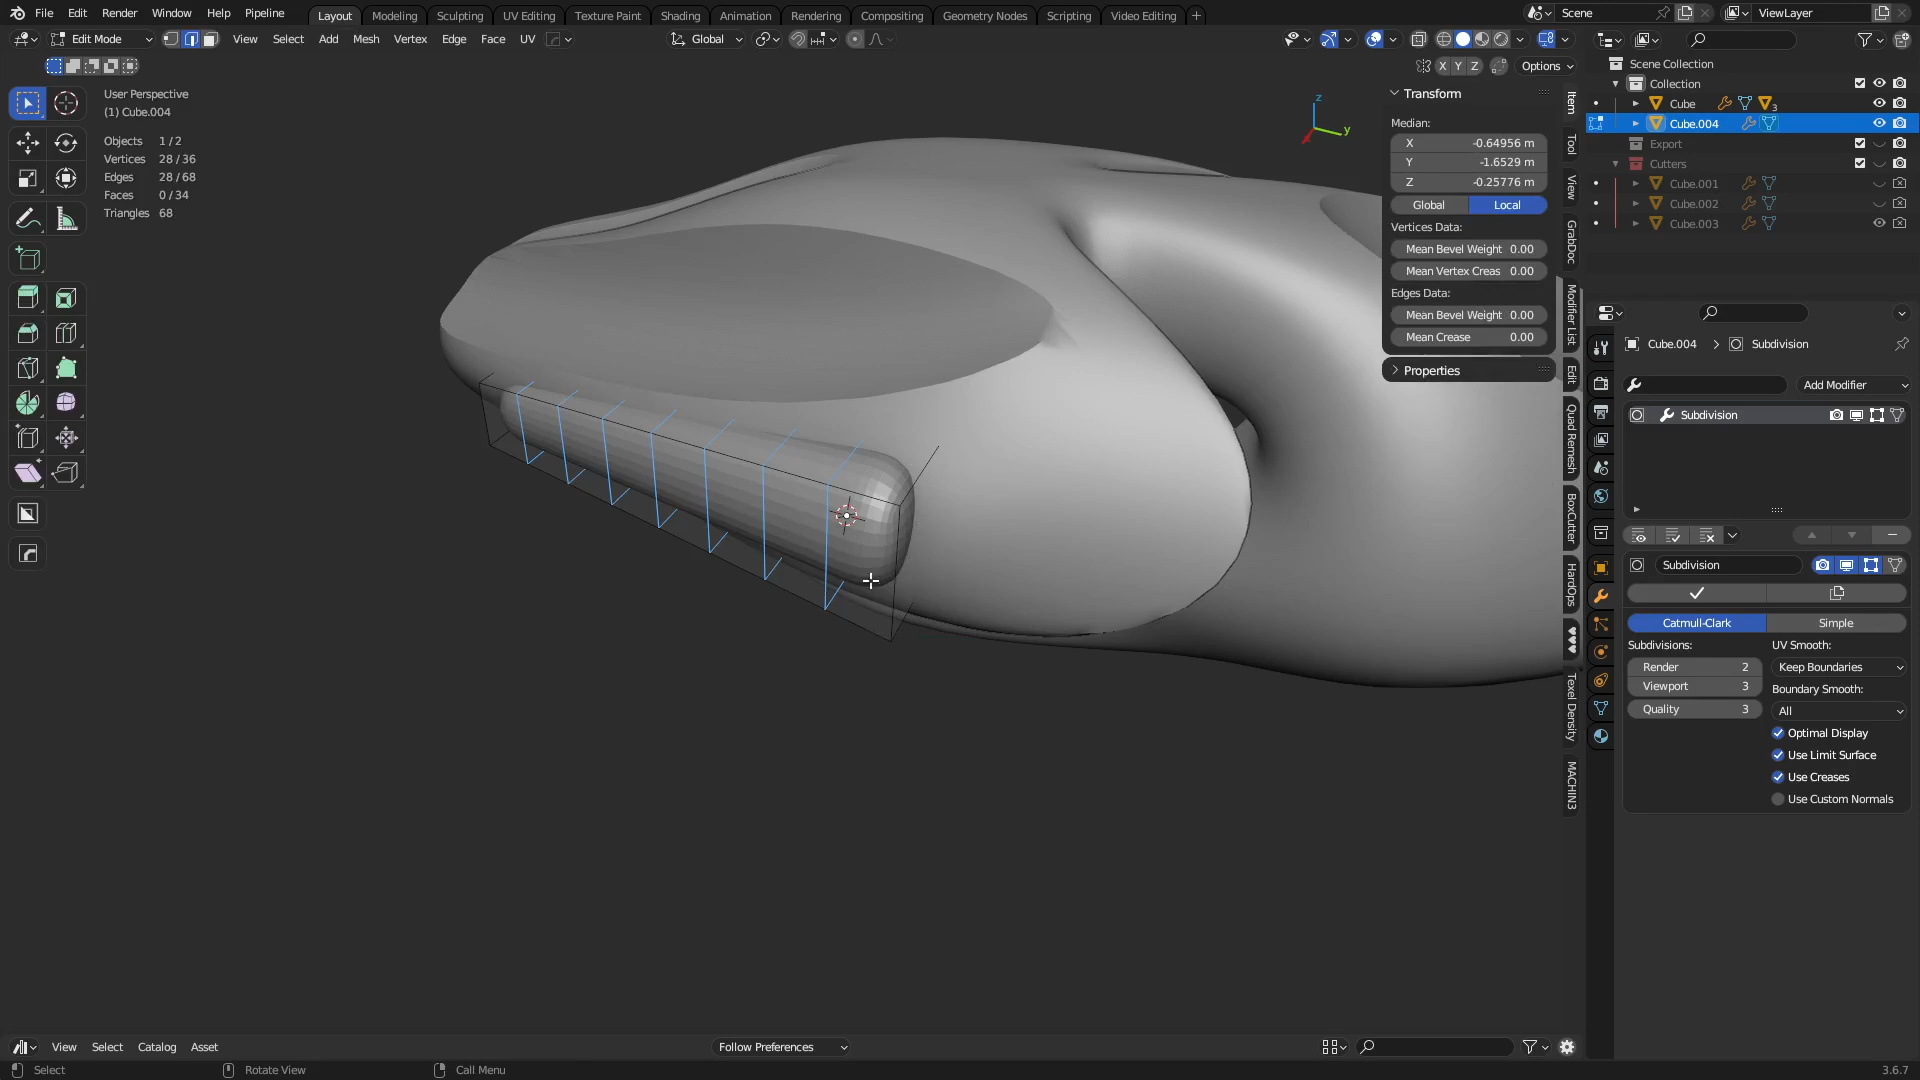 File Edit Render Window Help Pipeline Layout Modeling Sculpting UV Editing Texture Paint Shading Animation Rendering Compositing Geometry Nodes Scripting Video Editing + Scene ViewLayer
Edit Mode View Select Add Mesh Vertex Edge Face UV Global
X Y Z Options
Scene Collection
Collection
Cube 3
Cube.004
Export
Cutters
Cube.001
Cube.002
Cube.003
User Perspective
(1) Cube.004
Objects 1/2
Vertices 28/36
Edges 28/68
Faces 0/34
Triangles 68
z
y
Transform
Median:
X -0.64956 m
Y -1.6529 m
Z -0.25776 m
Global Local
Vertices Data:
Mean Bevel Weight 0.00
Mean Vertex Creas 0.00
Edges Data:
Mean Bevel Weight 0.00
Mean Crease 0.00
Properties
Item
Tool
View
GrabDoc
Modifier List
Edit
Quad Remesh
BoxCutter
HardOps
Texel Density
MACHIN3
Cube.004 > Subdivision
Add Modifier
Subdivision
Subdivision
Catmull-Clark Simple
Subdivisions: UV Smooth:
Render 2 Keep Boundaries
Viewport 3 Boundary Smooth:
Quality 3 All
Optimal Display
Use Limit Surface
Use Creases
Use Custom Normals
View Select Catalog Asset Follow Preferences
Select Rotate View Call Menu 3.6.7